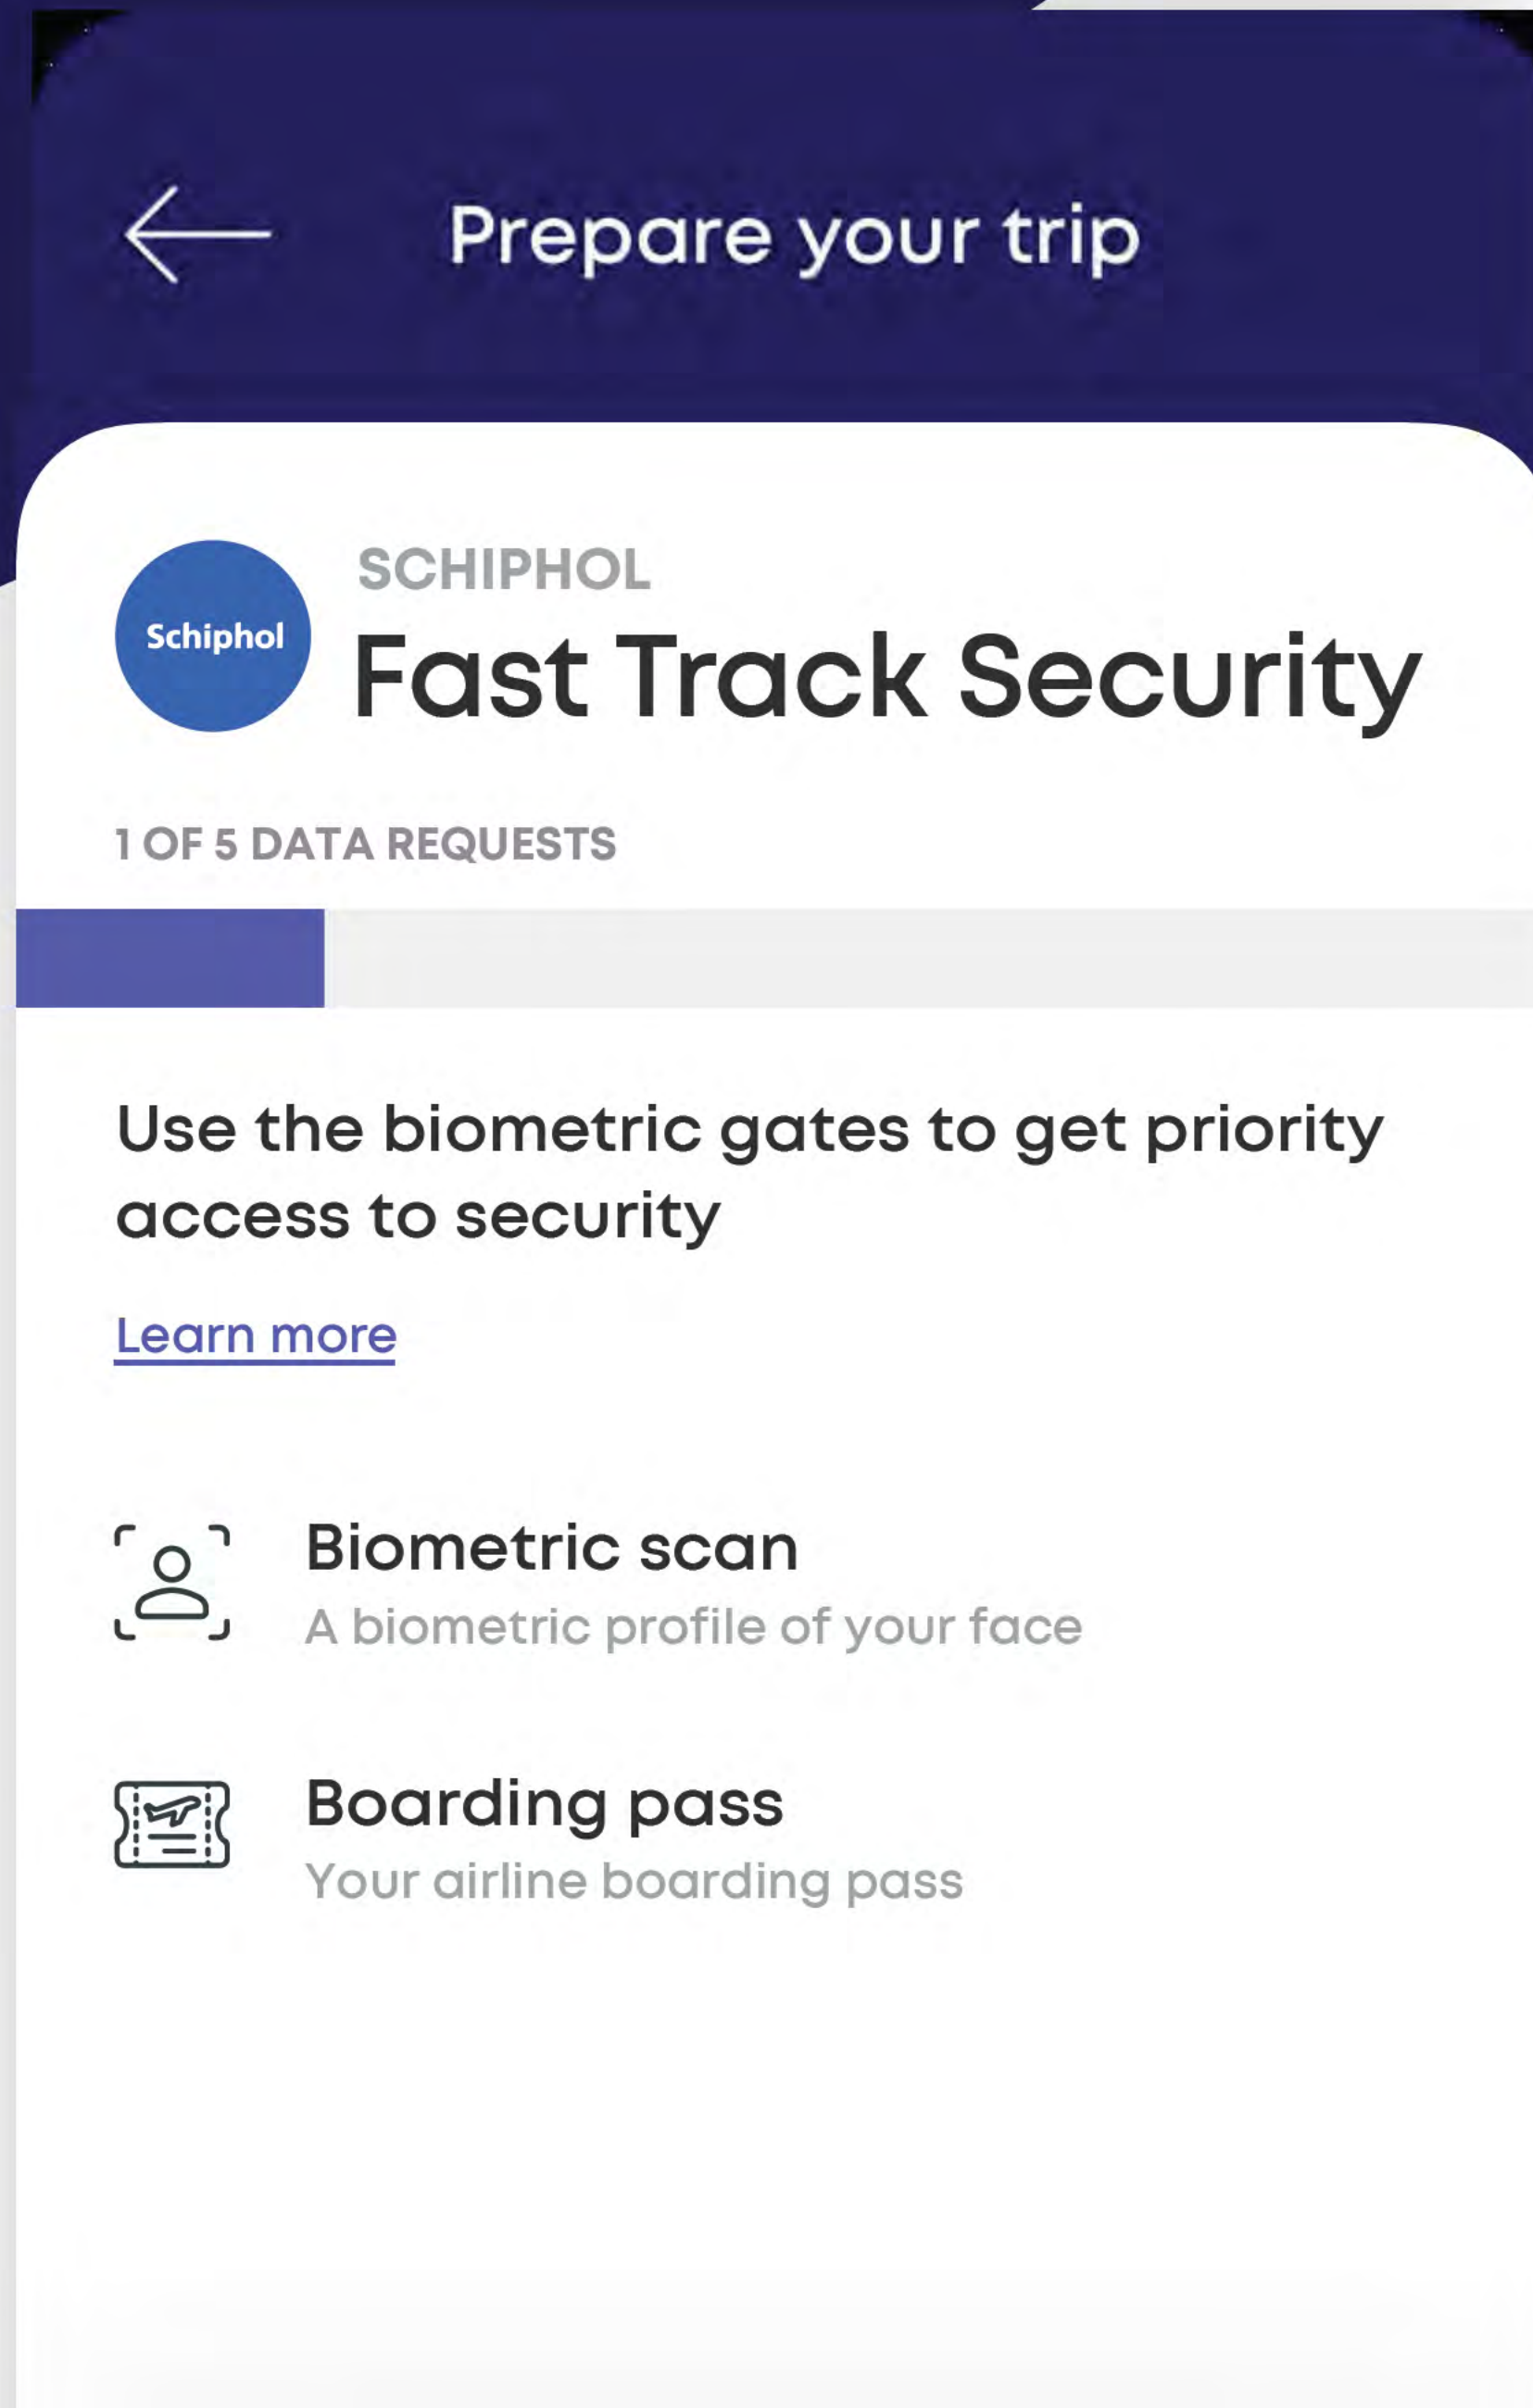 Prepare your trip
SCHIPHOL
Schiphol
Fast Track Security
1 OF 5 DATA REQUESTS
Use the biometric gates to get priority
access to security
Learn more
Biometric scan
A biometric profile of your face
Boarding pass
Your airline boarding pass